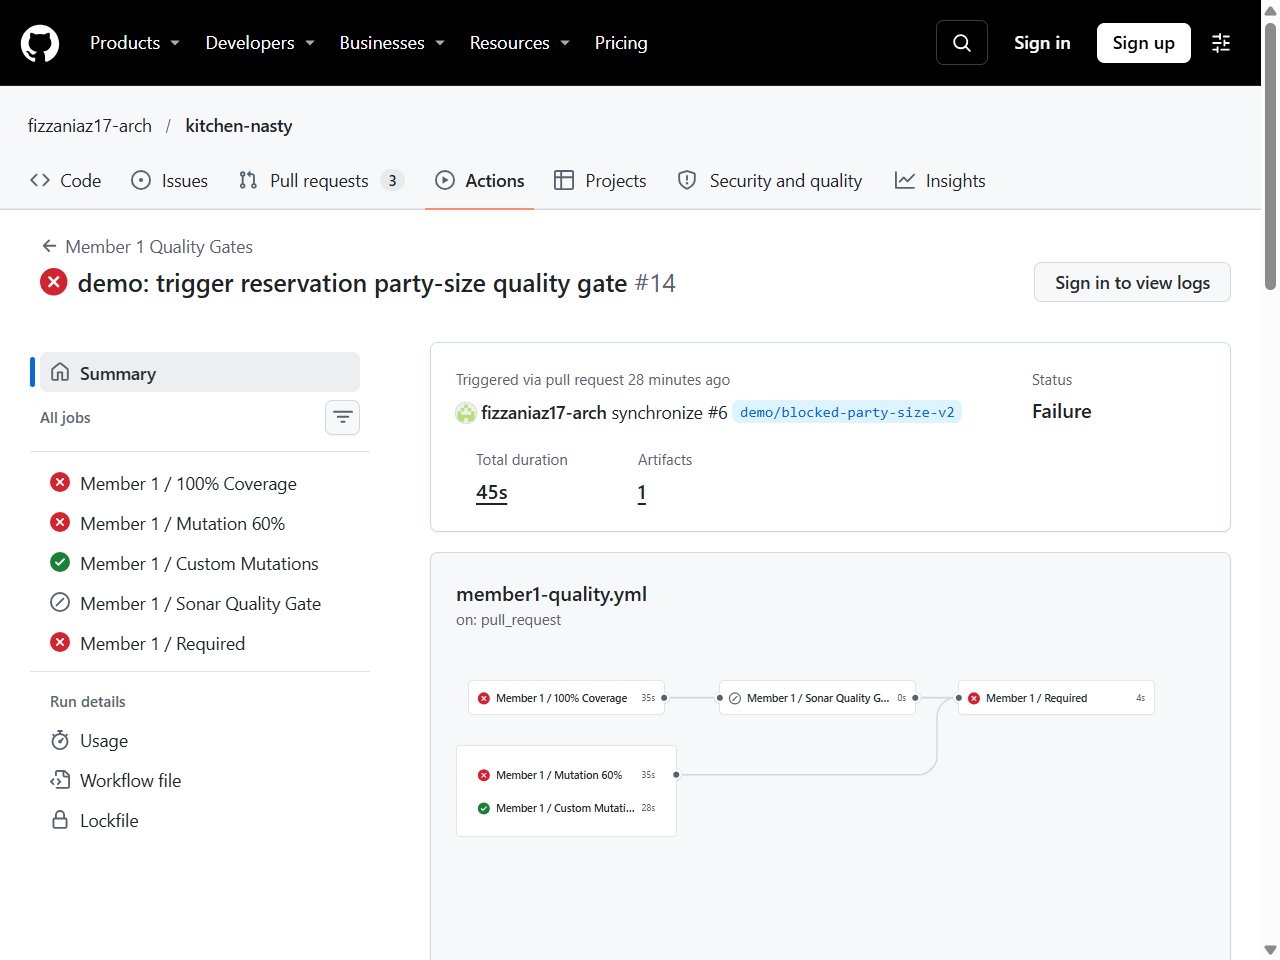 Products Developers Businesses Resources Pricing Sign in Sign up
fizzaniaz17-arch / kitchen-nasty
Code Issues Pull requests 3 Actions Projects Security and quality Insights
Member 1 Quality Gates
demo: trigger reservation party-size quality gate #14
Sign in to view logs
Summary
All jobs
Member 1 / 100% Coverage
Member 1 / Mutation 60%
Member 1 / Custom Mutations
Member 1 / Sonar Quality Gate
Member 1 / Required
Run details
Usage
Workflow file
Lockfile
Triggered via pull request 28 minutes ago
fizzaniaz17-arch synchronize #6 demo/blocked-party-size-v2
Status
Failure
Total duration
45s
Artifacts
1
member1-quality.yml
on: pull_request
Member 1 / 100% Coverage 35s
Member 1 / Sonar Quality G... 0s
Member 1 / Required 4s
Member 1 / Mutation 60% 35s
Member 1 / Custom Mutati... 28s